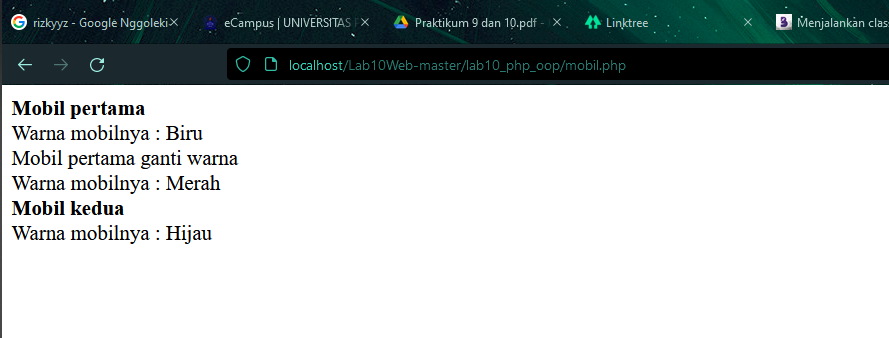 rizkyyz - Google Nggoleki
eCampus | UNIVERSITAS
Praktikum 9 dan 10.pdf -
Linktree
Menjalankan clas
localhost/Lab10Web-master/lab10_php_oop/mobil.php
Mobil pertama
Warna mobilnya : Biru
Mobil pertama ganti warna
Warna mobilnya : Merah
Mobil kedua
Warna mobilnya : Hijau